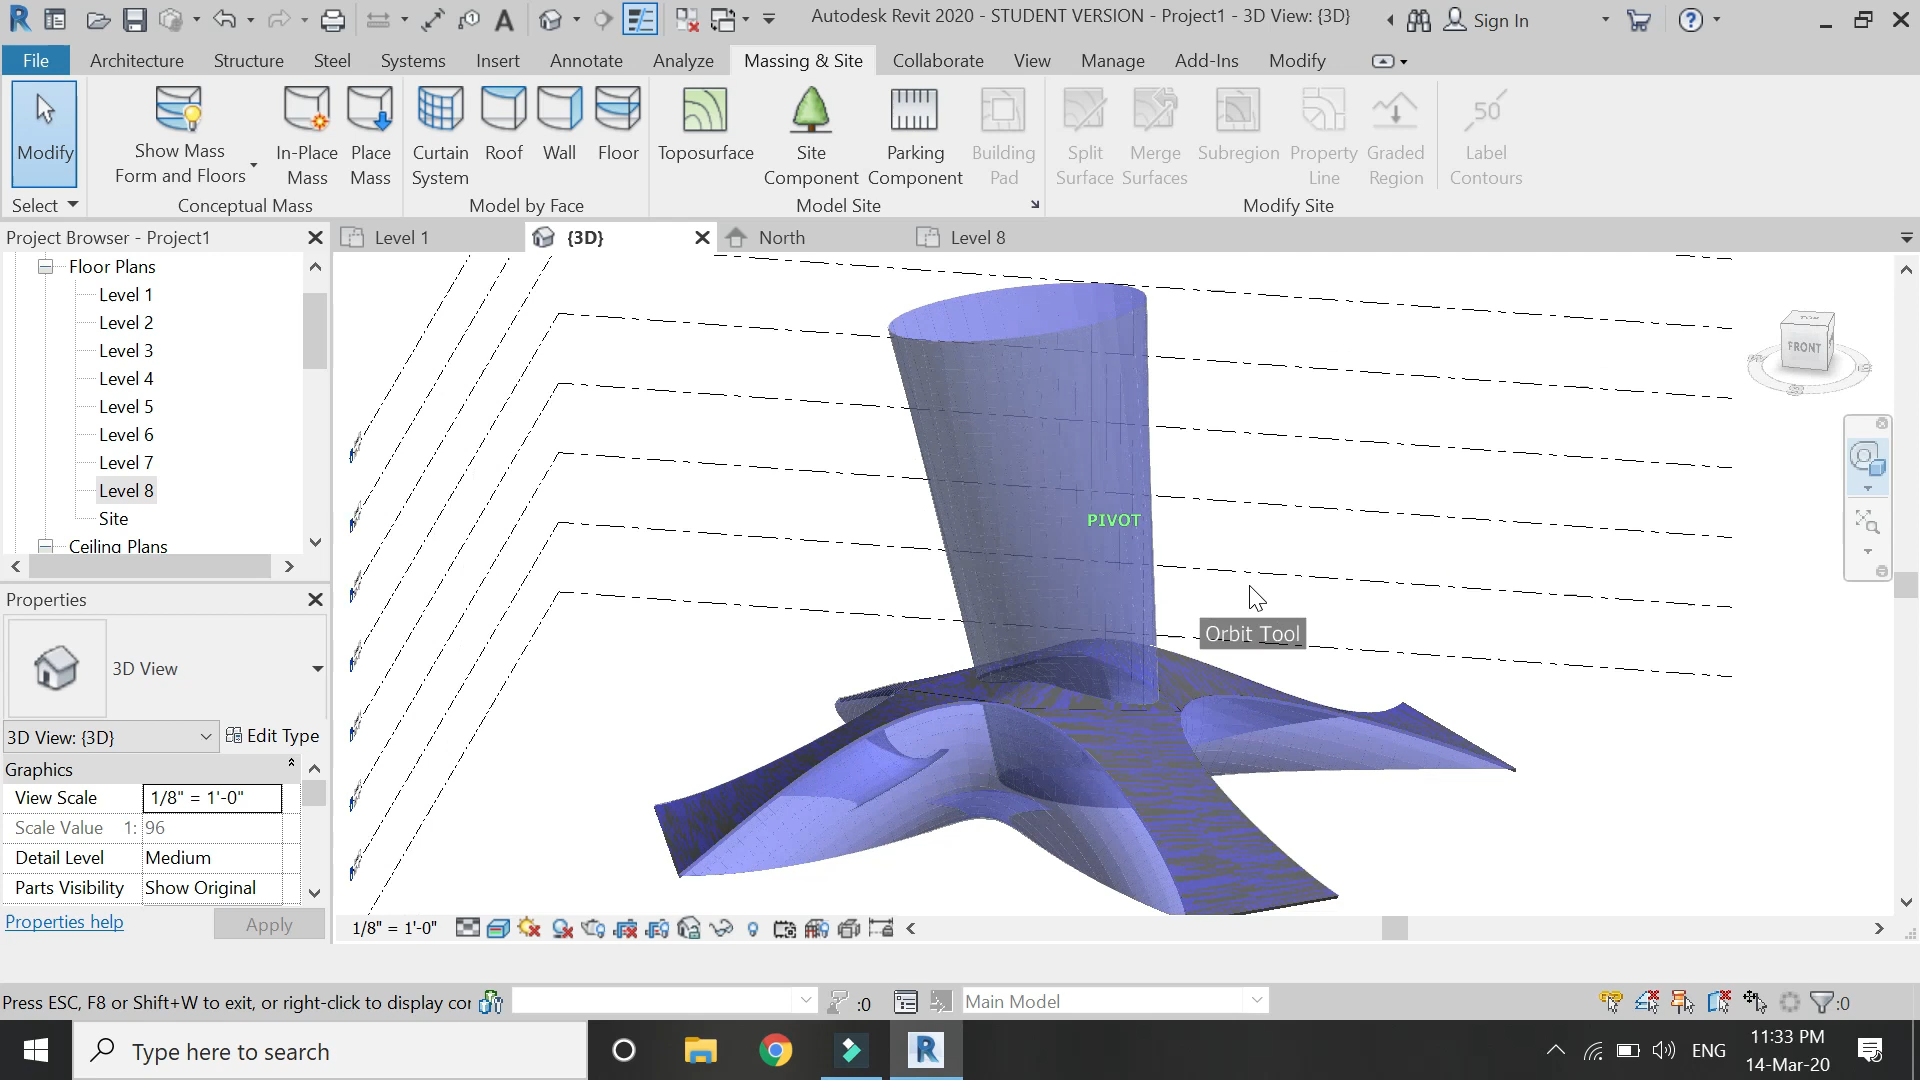 Autodesk Revit 2020 - STUDENT VERSION - Project1 - 3D View: {3D}
Sign In
File Architecture Structure Steel Systems Insert Annotate Analyze Massing & Site Collaborate View Manage Add-Ins Modify
Modify
Show Mass
Form and Floors
In-Place
Mass
Place
Mass
Curtain
System
Roof
Wall
Floor
Toposurface
Site
Component
Parking
Component
Building
Pad
Split
Surface
Merge
Surfaces
Subregion
Property
Line
Graded
Region
50
Label
Contours
Select
Conceptual Mass
Model by Face
Model Site
Modify Site
Project Browser - Project1
Level 1
{3D}
North
Level 8
Floor Plans
Level 1
Level 2
Level 3
Level 4
Level 5
Level 6
Level 7
Level 8
Site
Ceiling Plans
Properties
3D View
3D View: {3D}
Edit Type
Graphics
View Scale 1/8" = 1'-0"
Scale Value 1: 96
Detail Level Medium
Parts Visibility Show Original
Properties help
Apply
TOP
FRONT
PIVOT
Orbit Tool
1/8" = 1'-0"
Press ESC, F8 or Shift+W to exit, or right-click to display cor
:0
Main Model
:0
Type here to search
ENG
11:33 PM
14-Mar-20